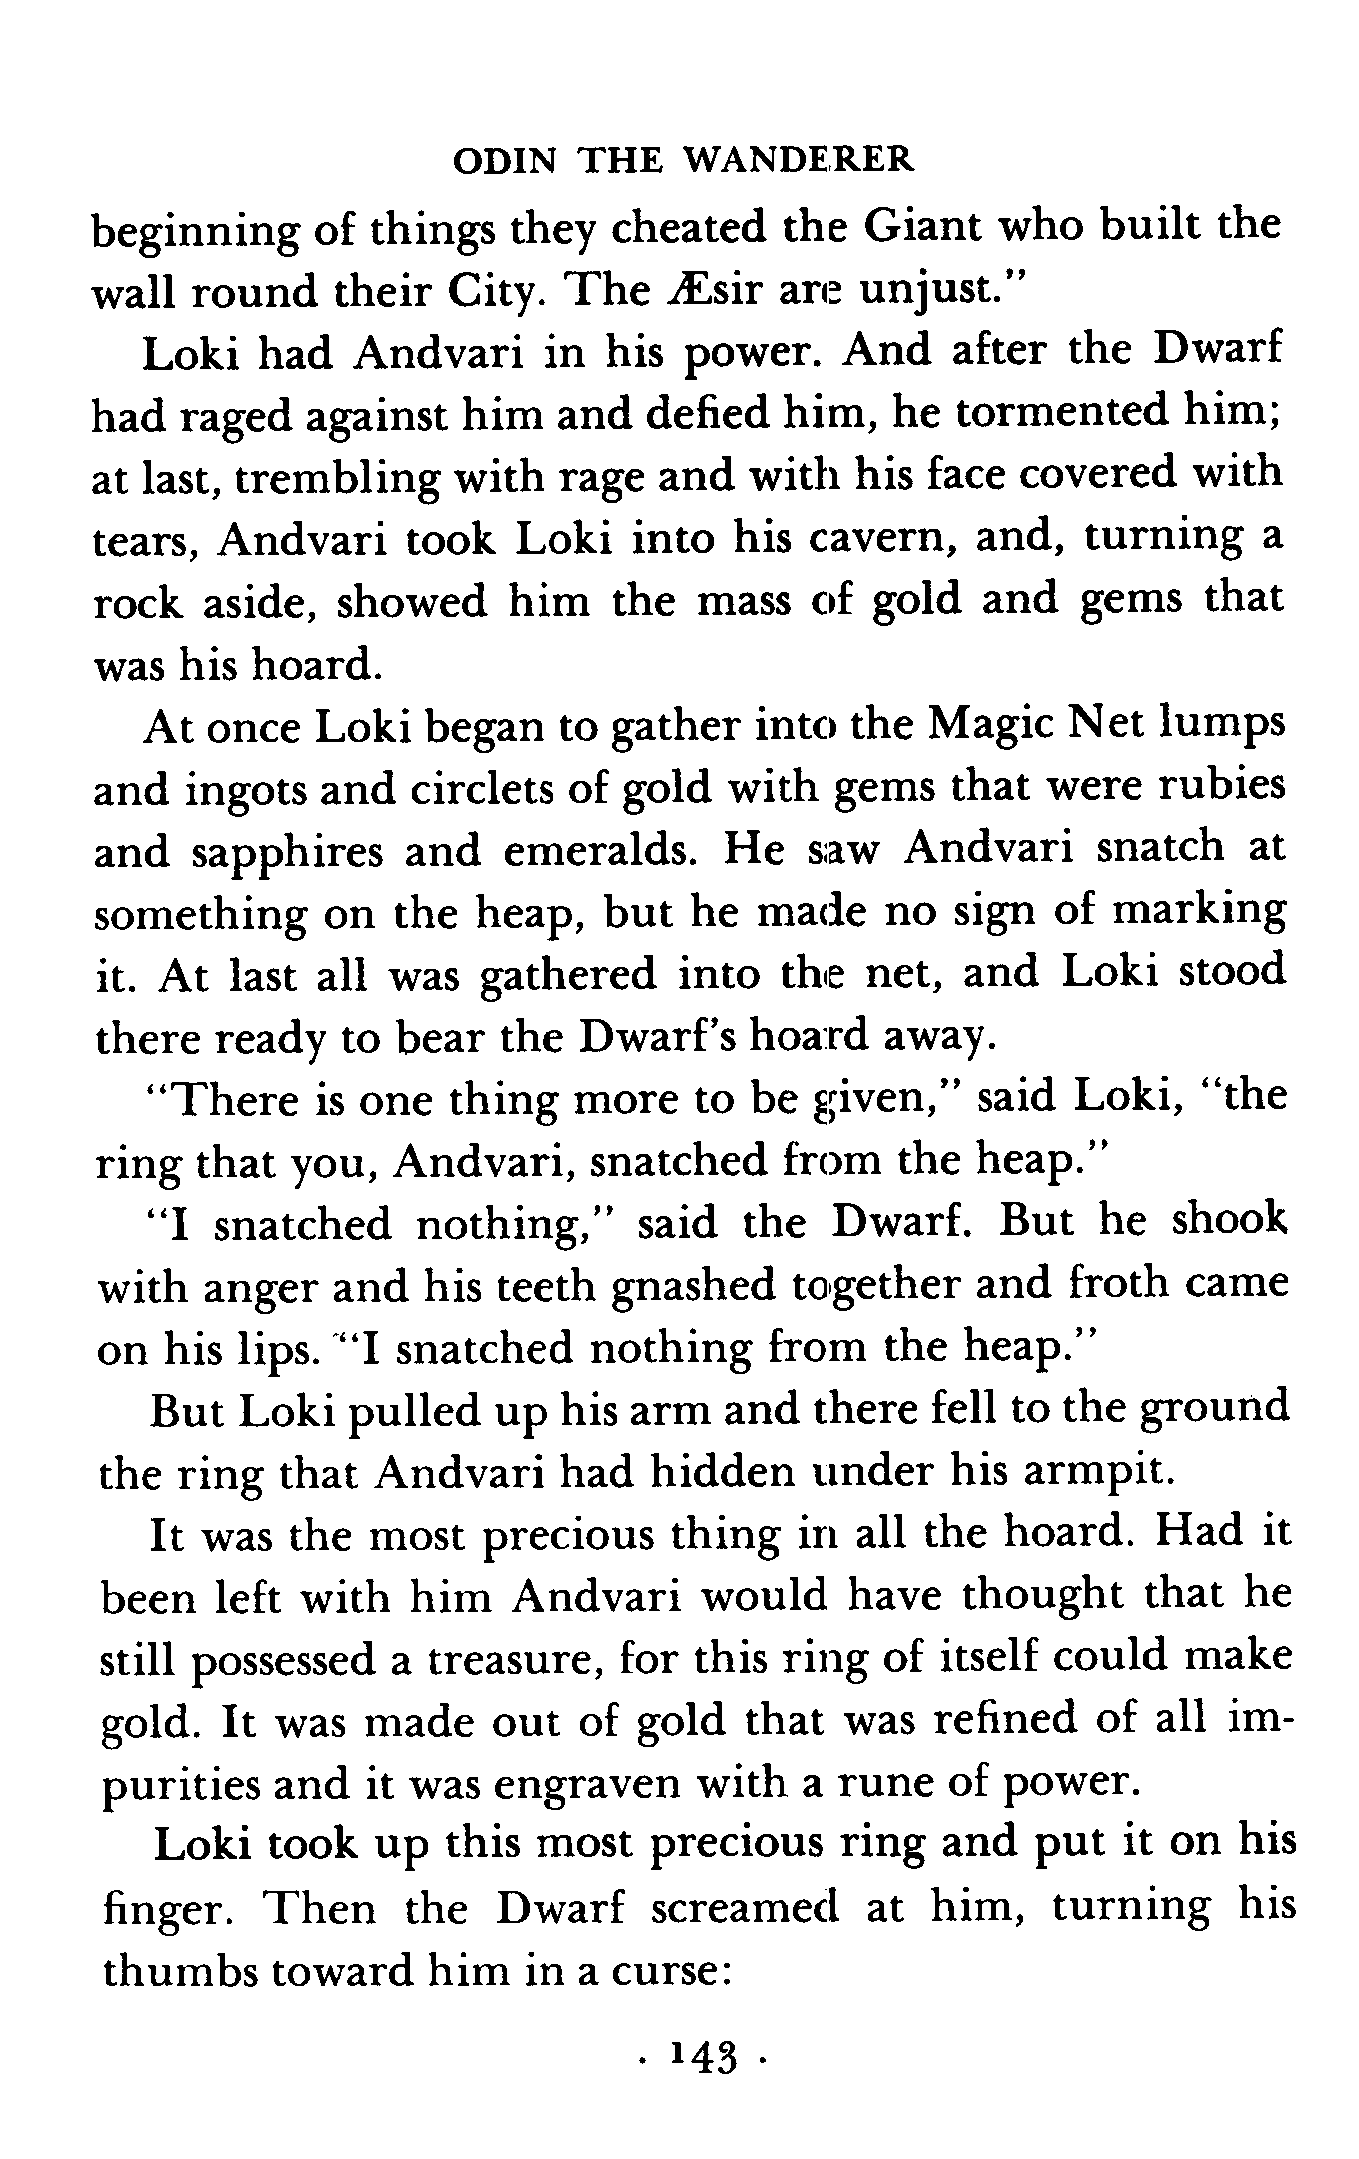 ODIN THE WANDERER
beginning of things they cheated the Giant who built the
wall round their City. The Æsir are unjust."
Loki had Andvari in his power. And after the Dwarf
had raged against him and defied him, he tormented him;
at last, trembling with rage and with his face covered with
tears, Andvari took Loki into his cavern, and, turning a
rock aside, showed him the mass of gold and gems that
was his hoard.
At once Loki began to gather into the Magic Net lumps
and ingots and circlets of gold with gems that were rubies
and sapphires and emeralds. He saw Andvari snatch at
something on the heap, but he made no sign of marking
it. At last all was gathered into the net, and Loki stood
there ready to bear the Dwarf's hoard away.
"There is one thing more to be given," said Loki, "the
ring that you, Andvari, snatched from the heap."
"I snatched nothing," said the Dwarf. But he shook
with anger and his teeth gnashed together and froth came
on his lips. "I snatched nothing from the heap."
But Loki pulled up his arm and there fell to the ground
the ring that Andvari had hidden under his armpit.
It was the most precious thing in all the hoard. Had it
been left with him Andvari would have thought that he
still possessed a treasure, for this ring of itself could make
gold. It was made out of gold that was refined of all im-
purities and it was engraven with a rune of power.
Loki took up this most precious ring and put it on his
finger. Then the Dwarf screamed at him, turning his
thumbs toward him in a curse:
· 143 ·